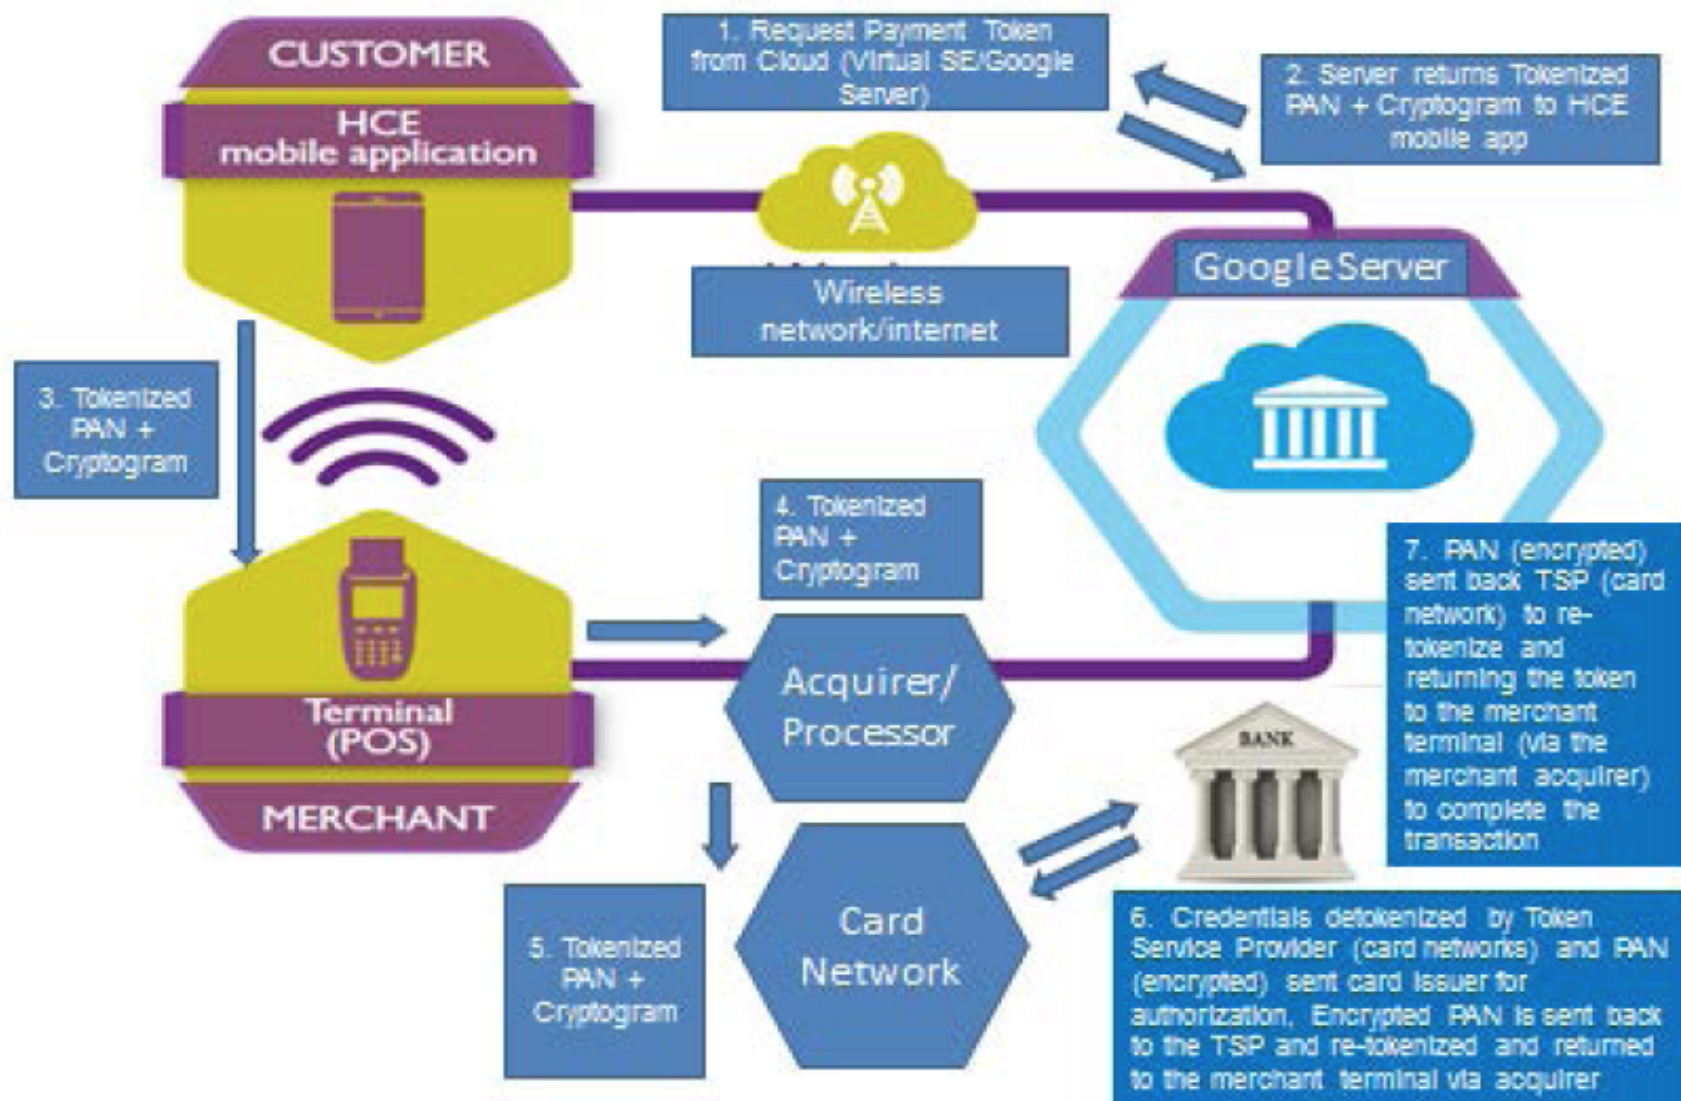 CUSTOMER
HCE
mobile application
1. Request Payment Token
from Cloud (Virtual SE/Google
Server)
2. Server returns Tokenized
PAN + Cryptogram to HCE
mobile app
Wireless
network/internet
Google Server
3. Tokenized
PAN +
Cryptogram
4. Tokenized
PAN +
Cryptogram
Terminal
(POS)
MERCHANT
Acquirer/
Processor
BANK
7. PAN (encrypted)
sent back TSP (card
network) to re-
tokenize and
returning the token
to the merchant
terminal (via the
merchant acquirer)
to complete the
transaction
5. Tokenized
PAN +
Cryptogram
Card
Network
6. Credentials detokenized by Token
Service Provider (card networks) and PAN
(encrypted) sent card issuer for
authorization. Encrypted PAN is sent back
to the TSP and re-tokenized and returned
to the merchant terminal via acquirer